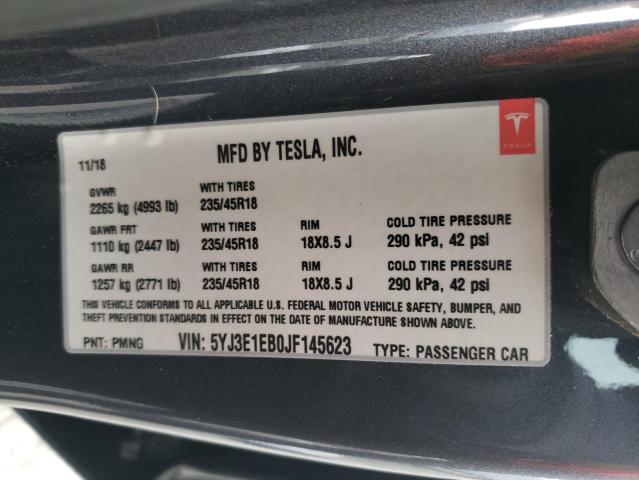 MFD BY TESLA, INC.
TESLA
11/18
GVWR WITH TIRES
2265 kg (4993 lb) 235/45R18
GAWR FRT WITH TIRES RIM COLD TIRE PRESSURE
1110 kg (2447 lb) 235/45R18 18X8.5 J 290 kPa, 42 psi
GAWR RR WITH TIRES RIM COLD TIRE PRESSURE
1257 kg (2771 lb) 235/45R18 18X8.5 J 290 kPa, 42 psi
THIS VEHICLE CONFORMS TO ALL APPLICABLE U.S. FEDERAL MOTOR VEHICLE SAFETY, BUMPER, AND
THEFT PREVENTION STANDARDS IN EFFECT ON THE DATE OF MANUFACTURE SHOWN ABOVE.
PNT: PMNG VIN: 5YJ3E1EB0JF145623 TYPE: PASSENGER CAR